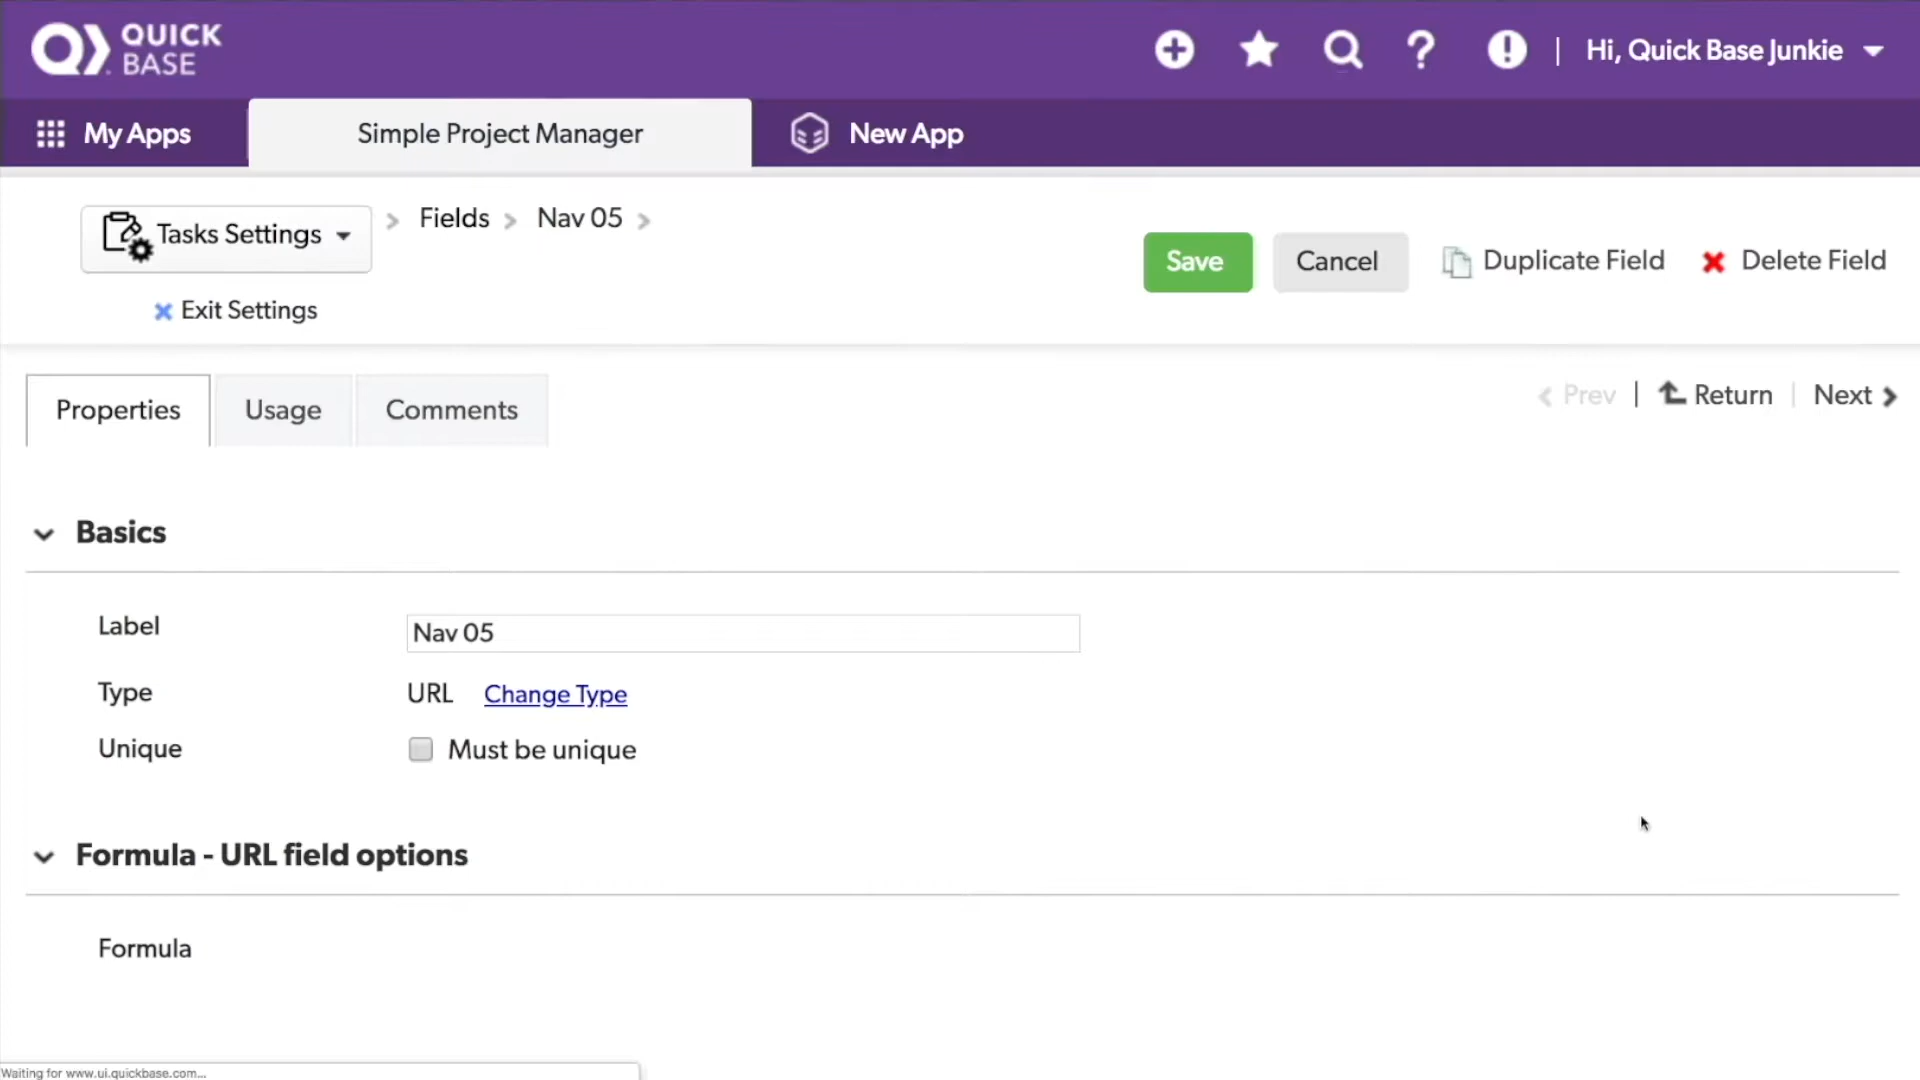 QUICK
BASE
Hi, Quick Base Junkie
My Apps
Simple Project Manager
New App
Tasks Settings
Fields
Nav 05
Save
Cancel
Duplicate Field
Delete Field
Exit Settings
Properties
Usage
Comments
Prev | Return | Next
Basics
Label
Nav 05
Type
URL Change Type
Unique
Must be unique
Formula - URL field options
Formula
Waiting for www.ui.quickbase.com...